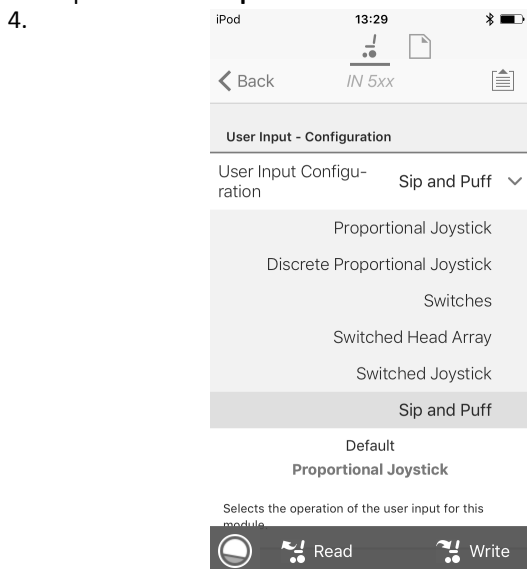 4.
iPod 13:29
Back IN 5xx
User Input - Configuration
User Input Configu-
ration
Sip and Puff
Proportional Joystick
Discrete Proportional Joystick
Switches
Switched Head Array
Switched Joystick
Sip and Puff
Default
Proportional Joystick
Selects the operation of the user input for this
module.
Read Write